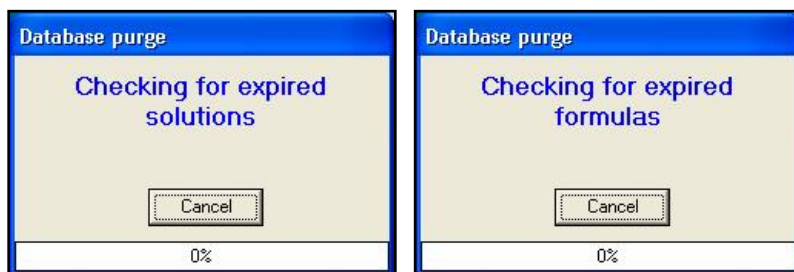 Database purge
Checking for expired
solutions
Cancel
0%
Database purge
Checking for expired
formulas
Cancel
0%